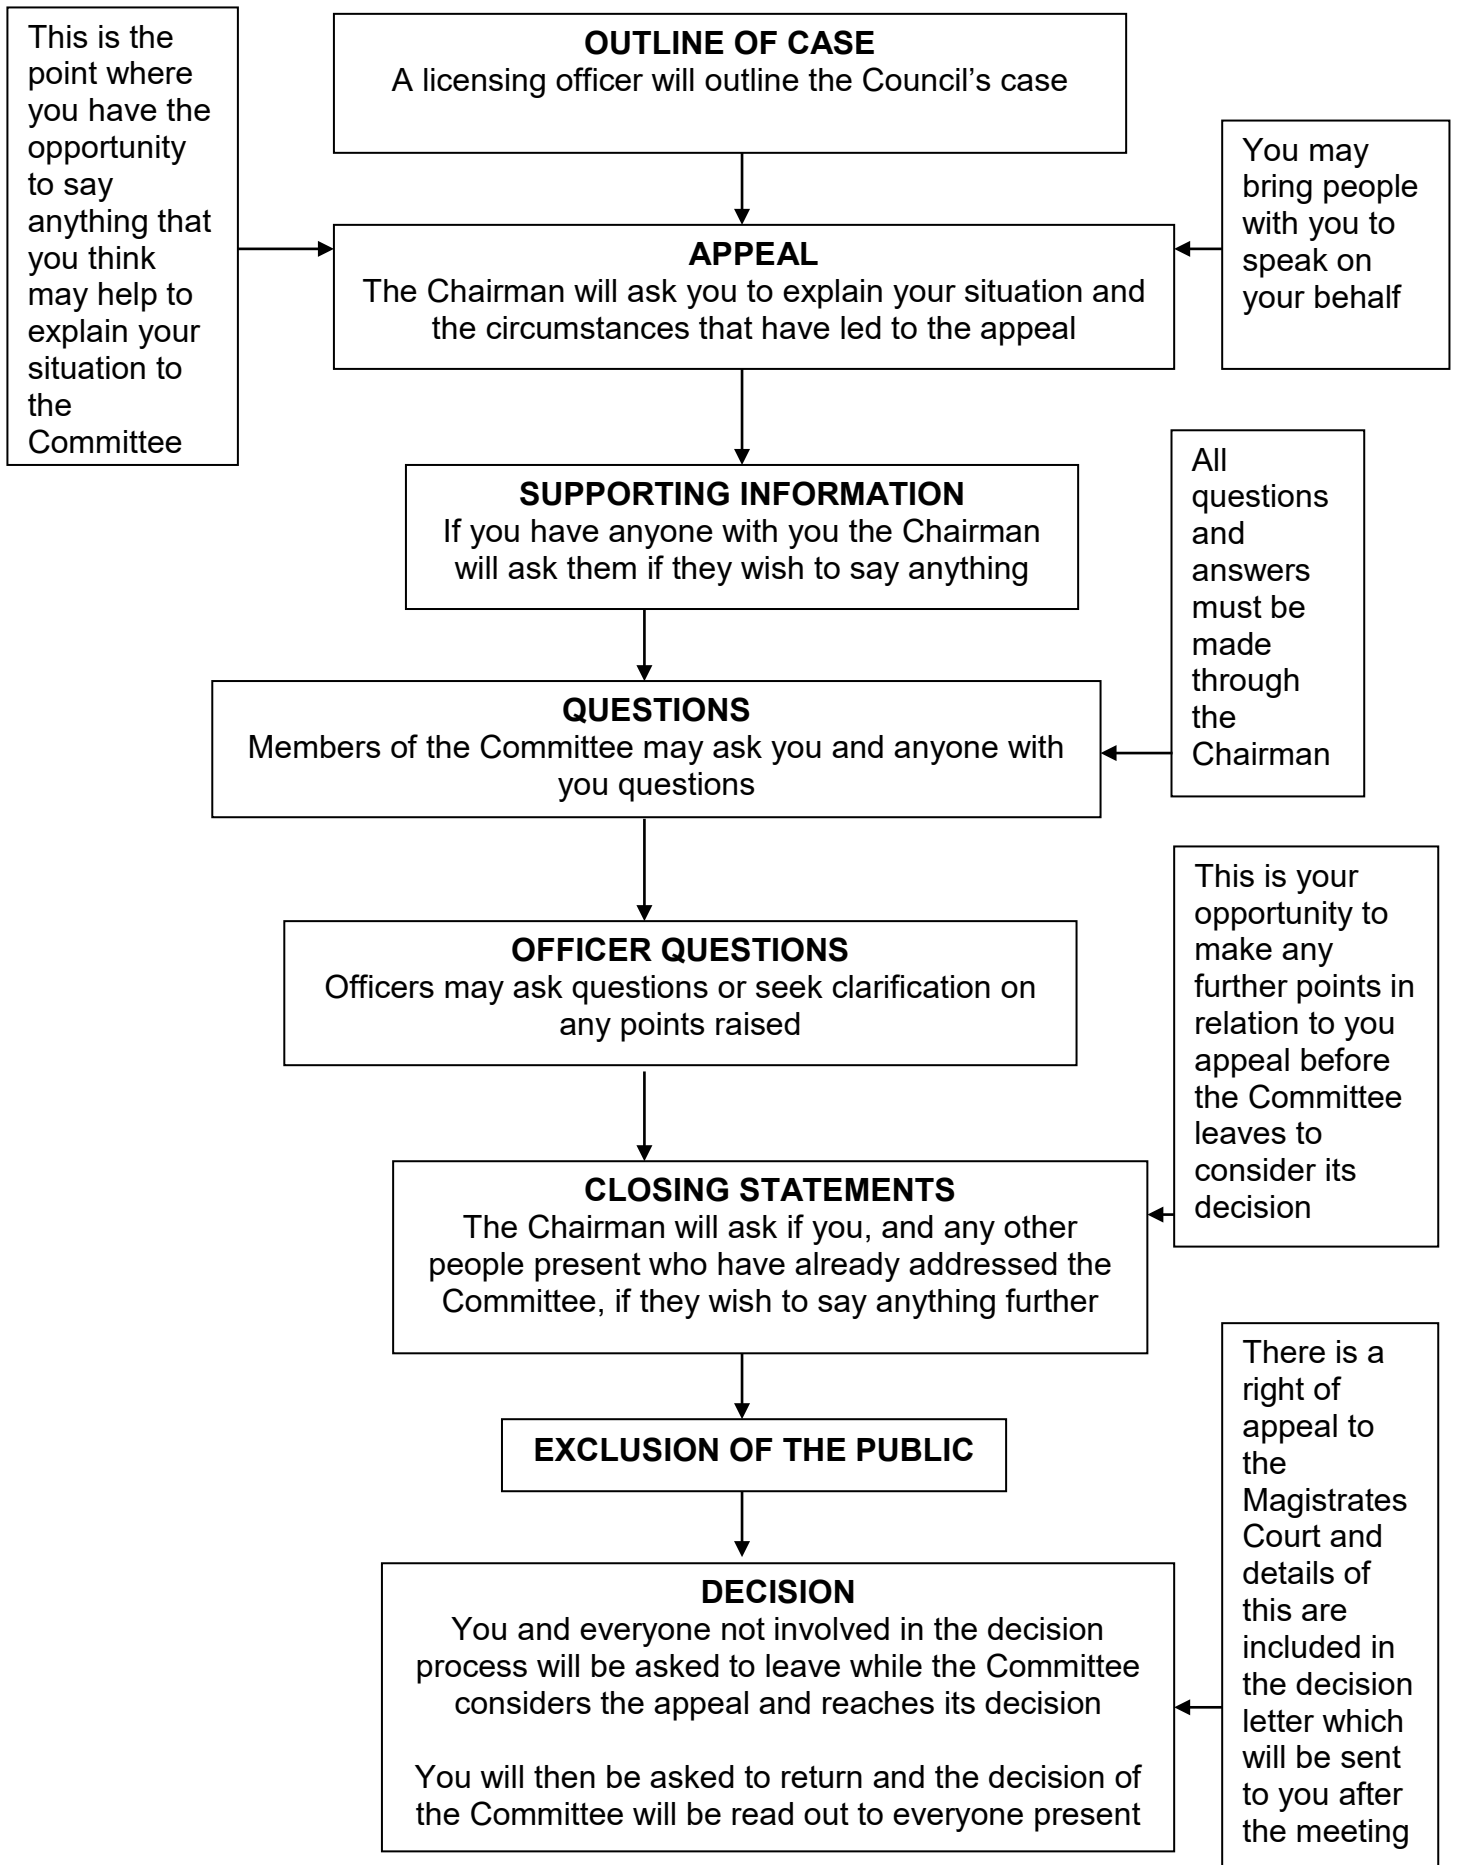 This is the
point where
you have the
opportunity
to say
anything that
you think
may help to
explain your
situation to
the
Committee
OUTLINE OF CASE
A licensing officer will outline the Council’s case
You may
bring people
with you to
speak on
your behalf
APPEAL
The Chairman will ask you to explain your situation and
the circumstances that have led to the appeal
SUPPORTING INFORMATION
If you have anyone with you the Chairman
will ask them if they wish to say anything
All
questions
and
answers
must be
made
through
the
Chairman
QUESTIONS
Members of the Committee may ask you and anyone with
you questions
OFFICER QUESTIONS
Officers may ask questions or seek clarification on
any points raised
This is your
opportunity to
make any
further points in
relation to you
appeal before
the Committee
leaves to
consider its
decision
CLOSING STATEMENTS
The Chairman will ask if you, and any other
people present who have already addressed the
Committee, if they wish to say anything further
EXCLUSION OF THE PUBLIC
There is a
right of
appeal to
the
Magistrates
Court and
details of
this are
included in
the decision
letter which
will be sent
to you after
the meeting
DECISION
You and everyone not involved in the decision
process will be asked to leave while the Committee
considers the appeal and reaches its decision
You will then be asked to return and the decision of
the Committee will be read out to everyone present